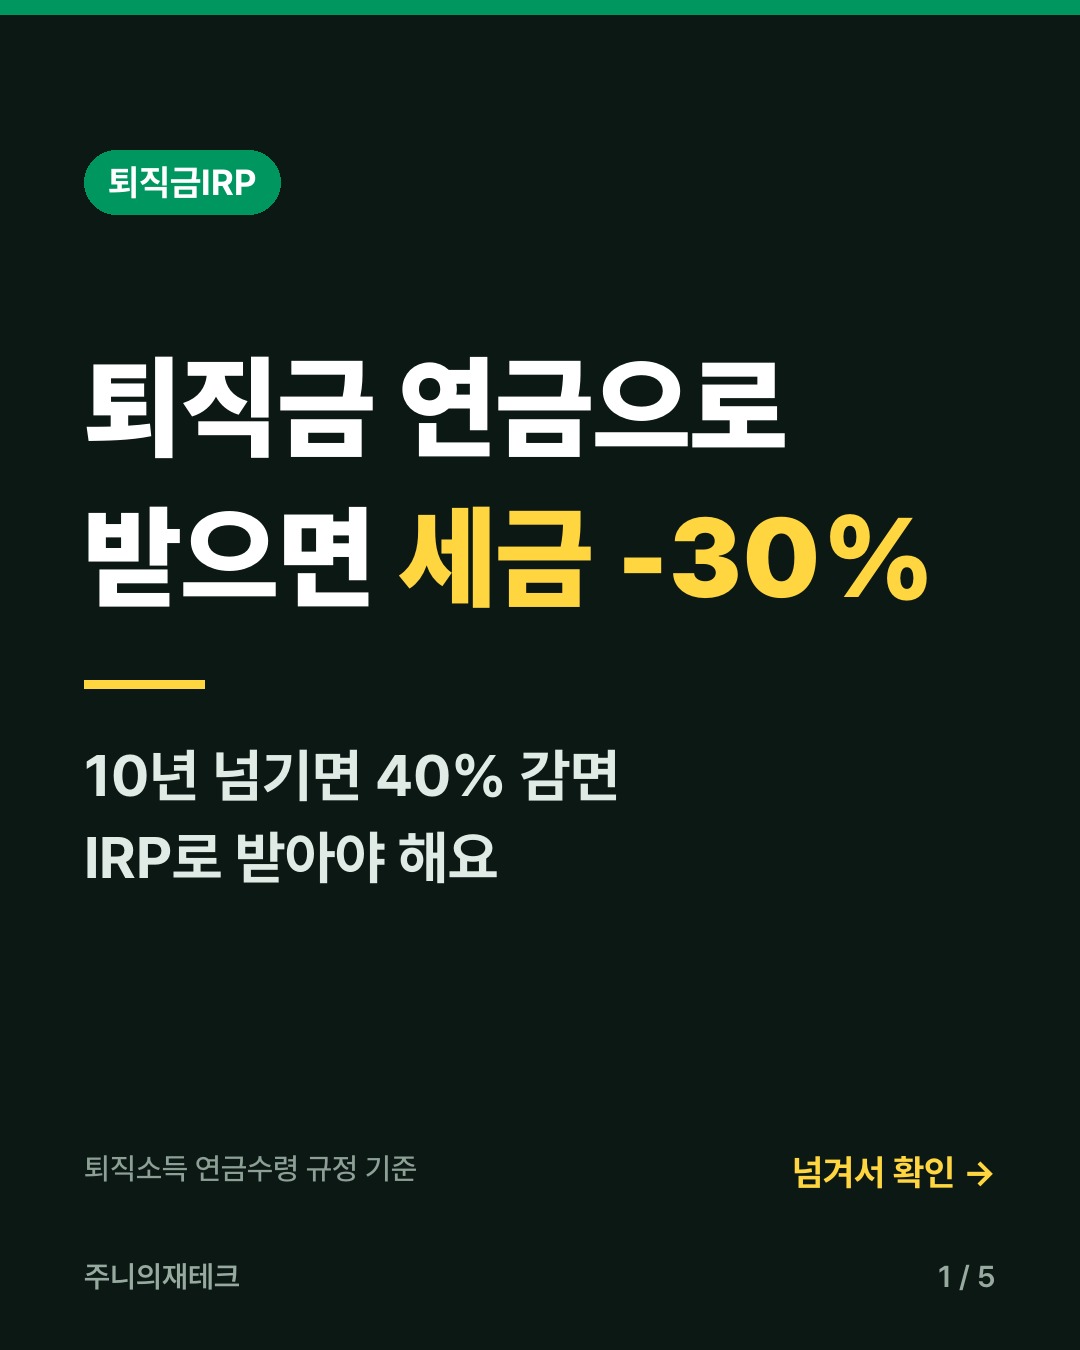 퇴직금IRP
퇴직금 연금으로
받으면 세금 -30%
10년 넘기면 40% 감면
IRP로 받아야 해요
퇴직소득 연금수령 규정 기준
넘겨서 확인 →
주니의재테크
1 / 5